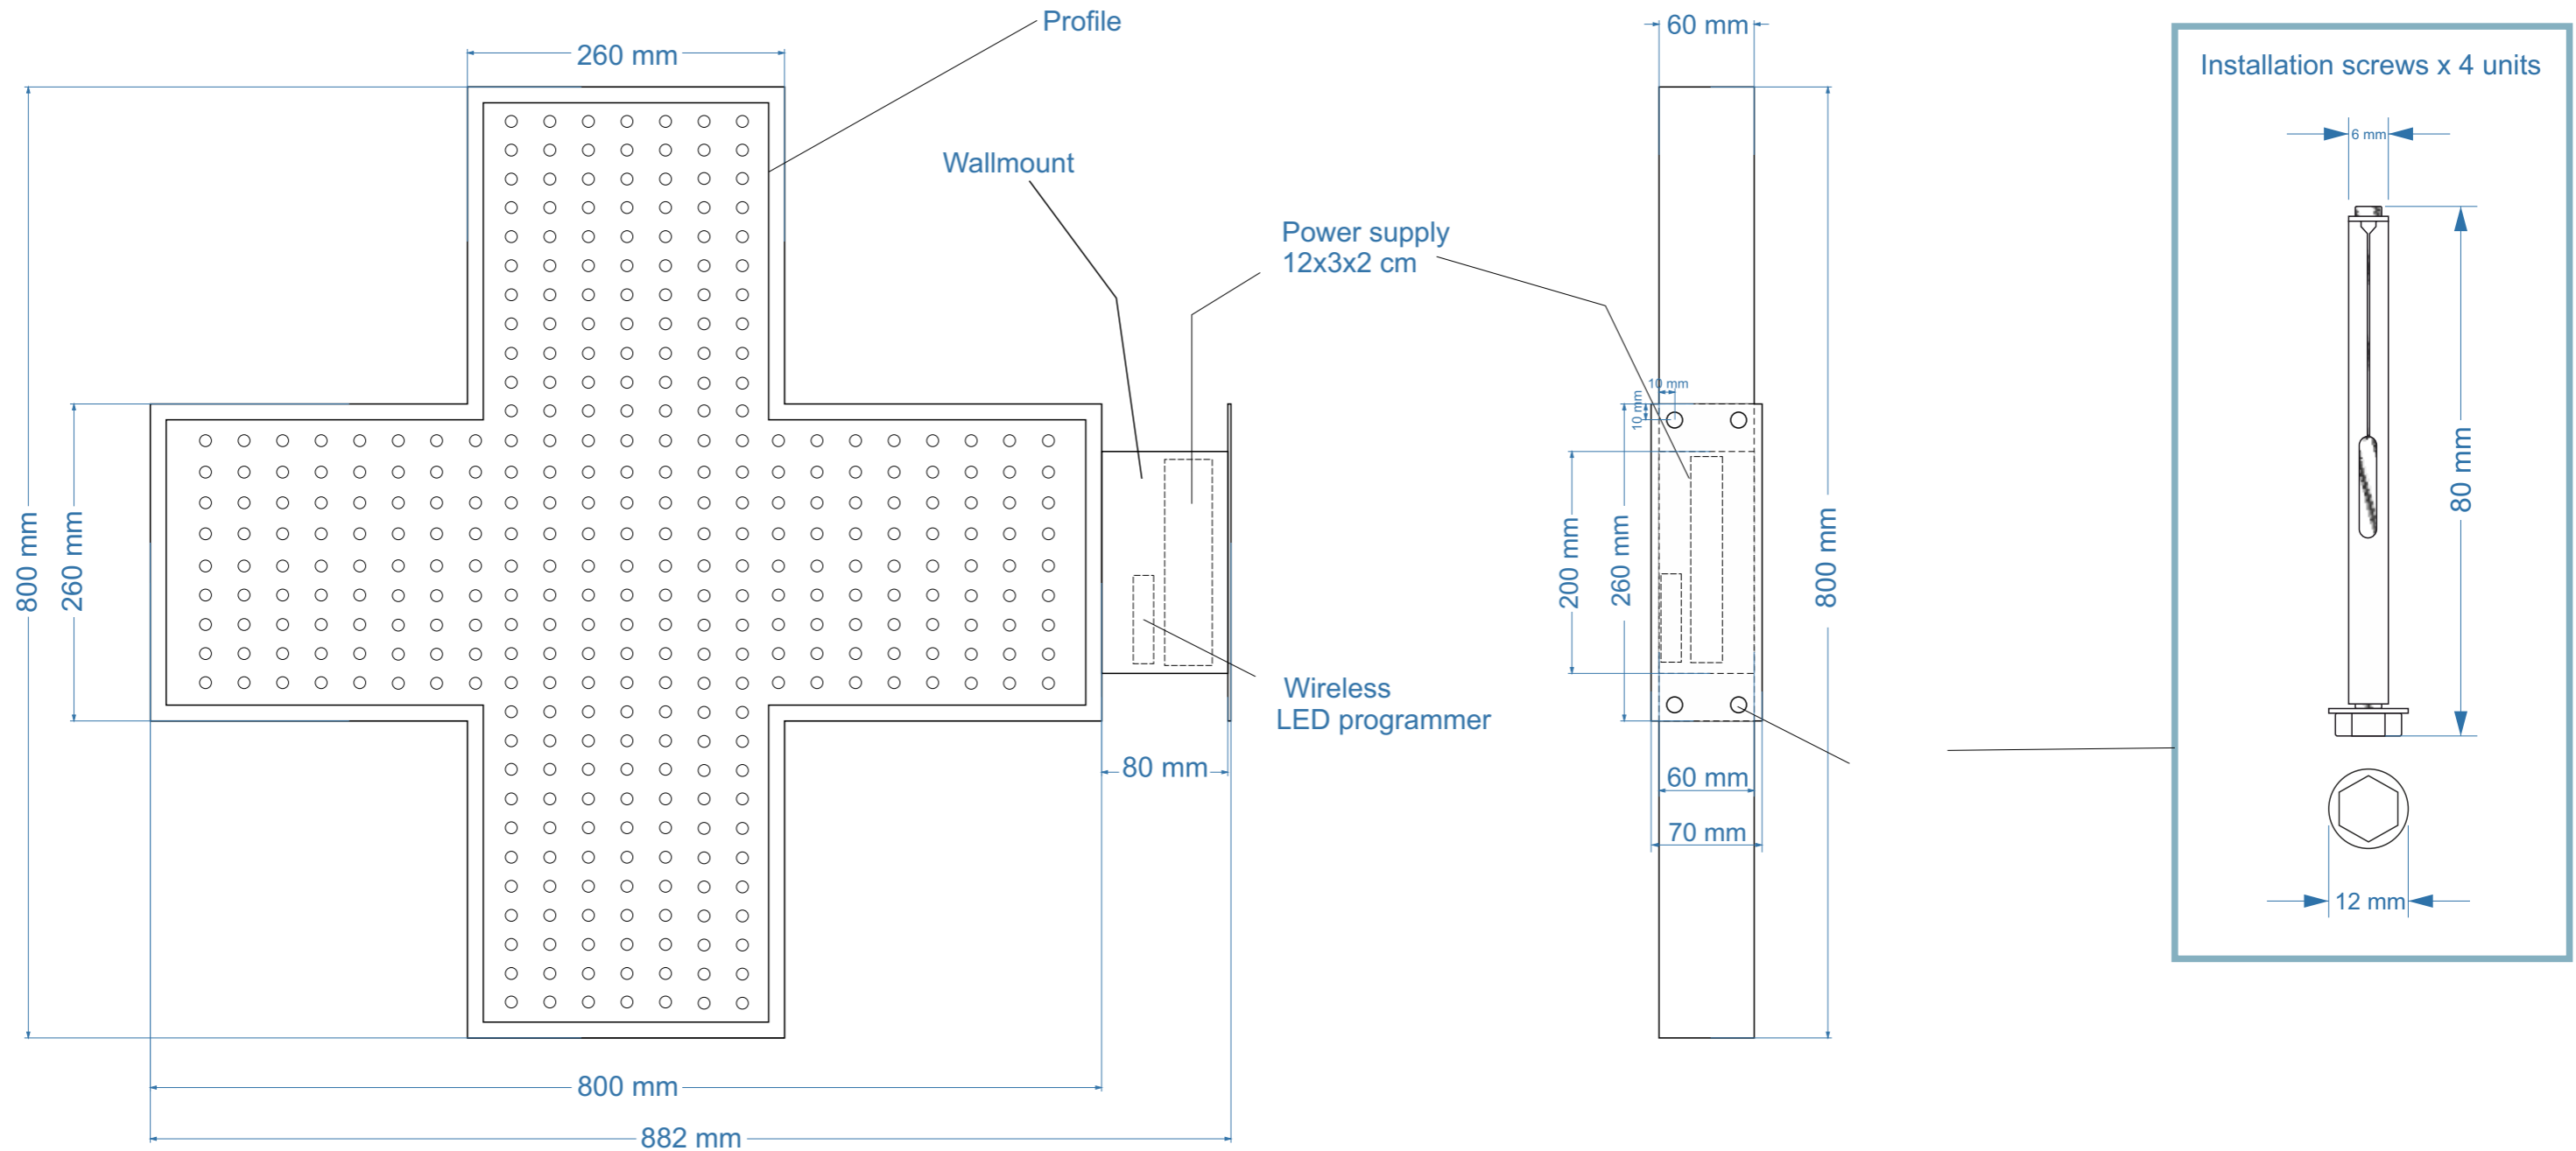 Profile
260 mm
60 mm
Installation screws x 4 units
6 mm
Wallmount
Power supply
12x3x2 cm
10 mm
10 mm
800 mm
260 mm
200 mm
260 mm
800 mm
80 mm
Wireless
LED programmer
80 mm
60 mm
70 mm
12 mm
800 mm
882 mm